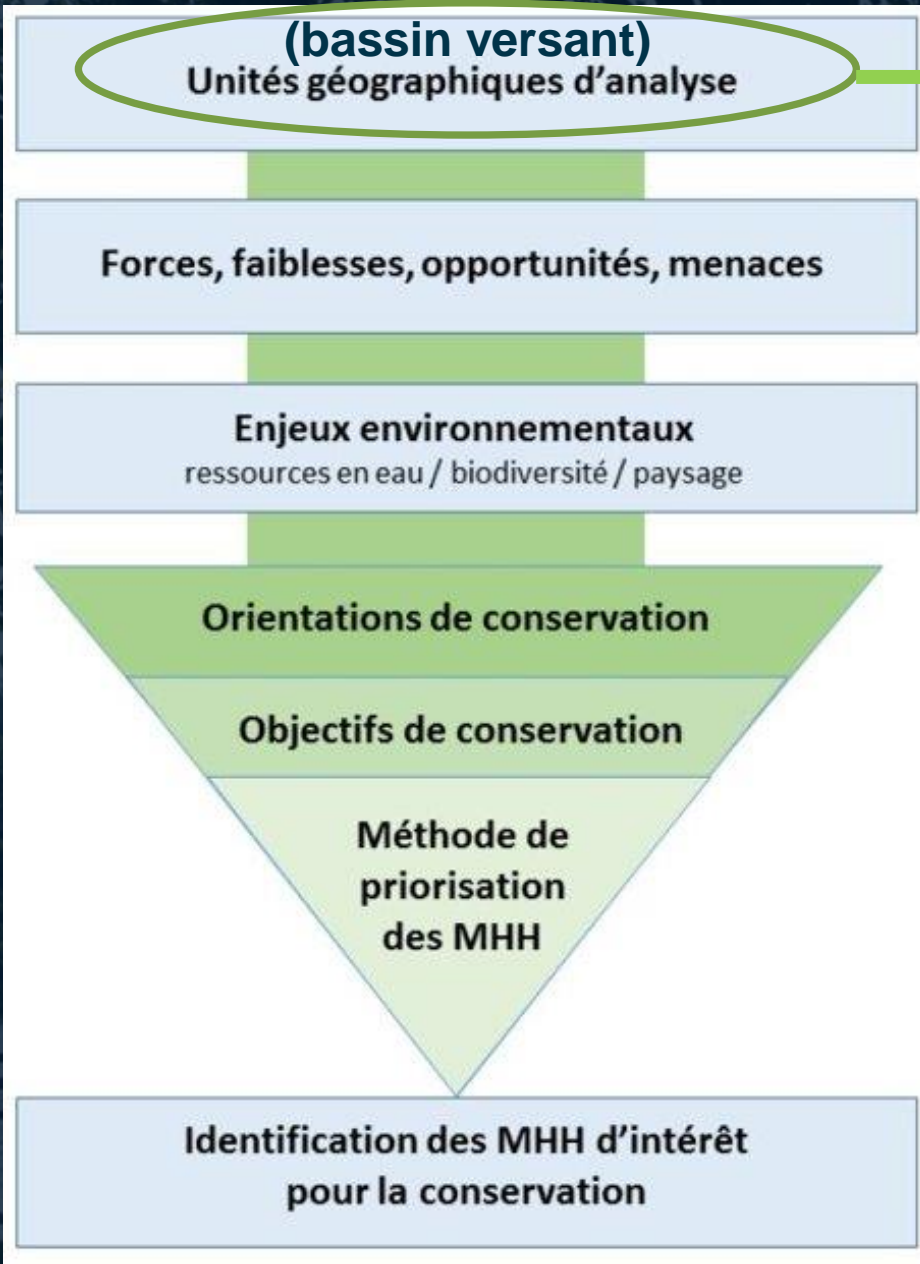 (bassin versant)
Unités géographiques d'analyse
Forces, faiblesses, opportunités, menaces
Enjeux environnementaux
ressources en eau / biodiversité / paysage
Orientations de conservation
Objectifs de conservation
Méthode de
priorisation
des MHH
Identification des MHH d'intérêt
pour la conservation